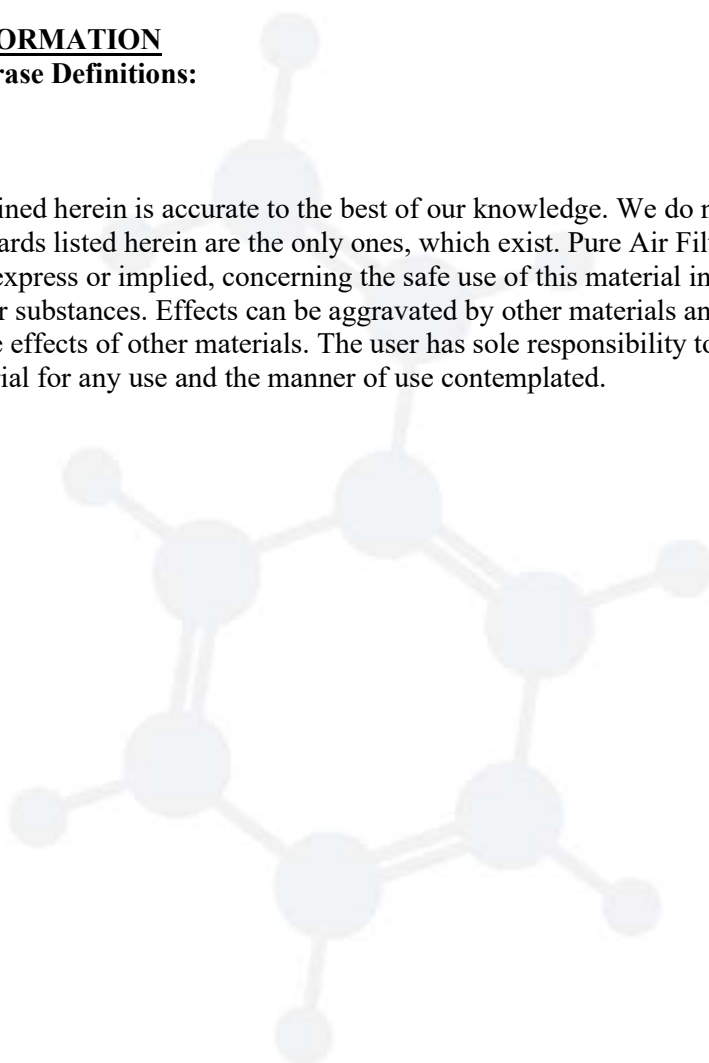 ORMATION
rase Definitions:
ined herein is accurate to the best of our knowledge. We do
ards listed herein are the only ones, which exist. Pure Air Fil
express or implied, concerning the safe use of this material in
r substances. Effects can be aggravated by other materials an
e effects of other materials. The user has sole responsibility to
rial for any use and the manner of use contemplated.